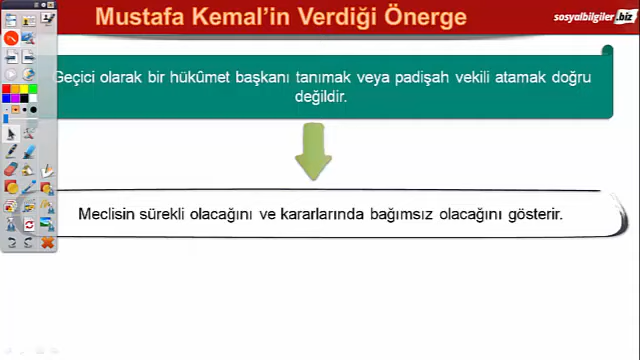 Mustafa Kemal'in Verdiği Önerge
sosyalbilgiler.biz
Geçici olarak bir hükûmet başkanı tanımak veya padişah vekili atamak doğru
değildir.
Meclisin sürekli olacağını ve kararlarında bağımsız olacağını gösterir.